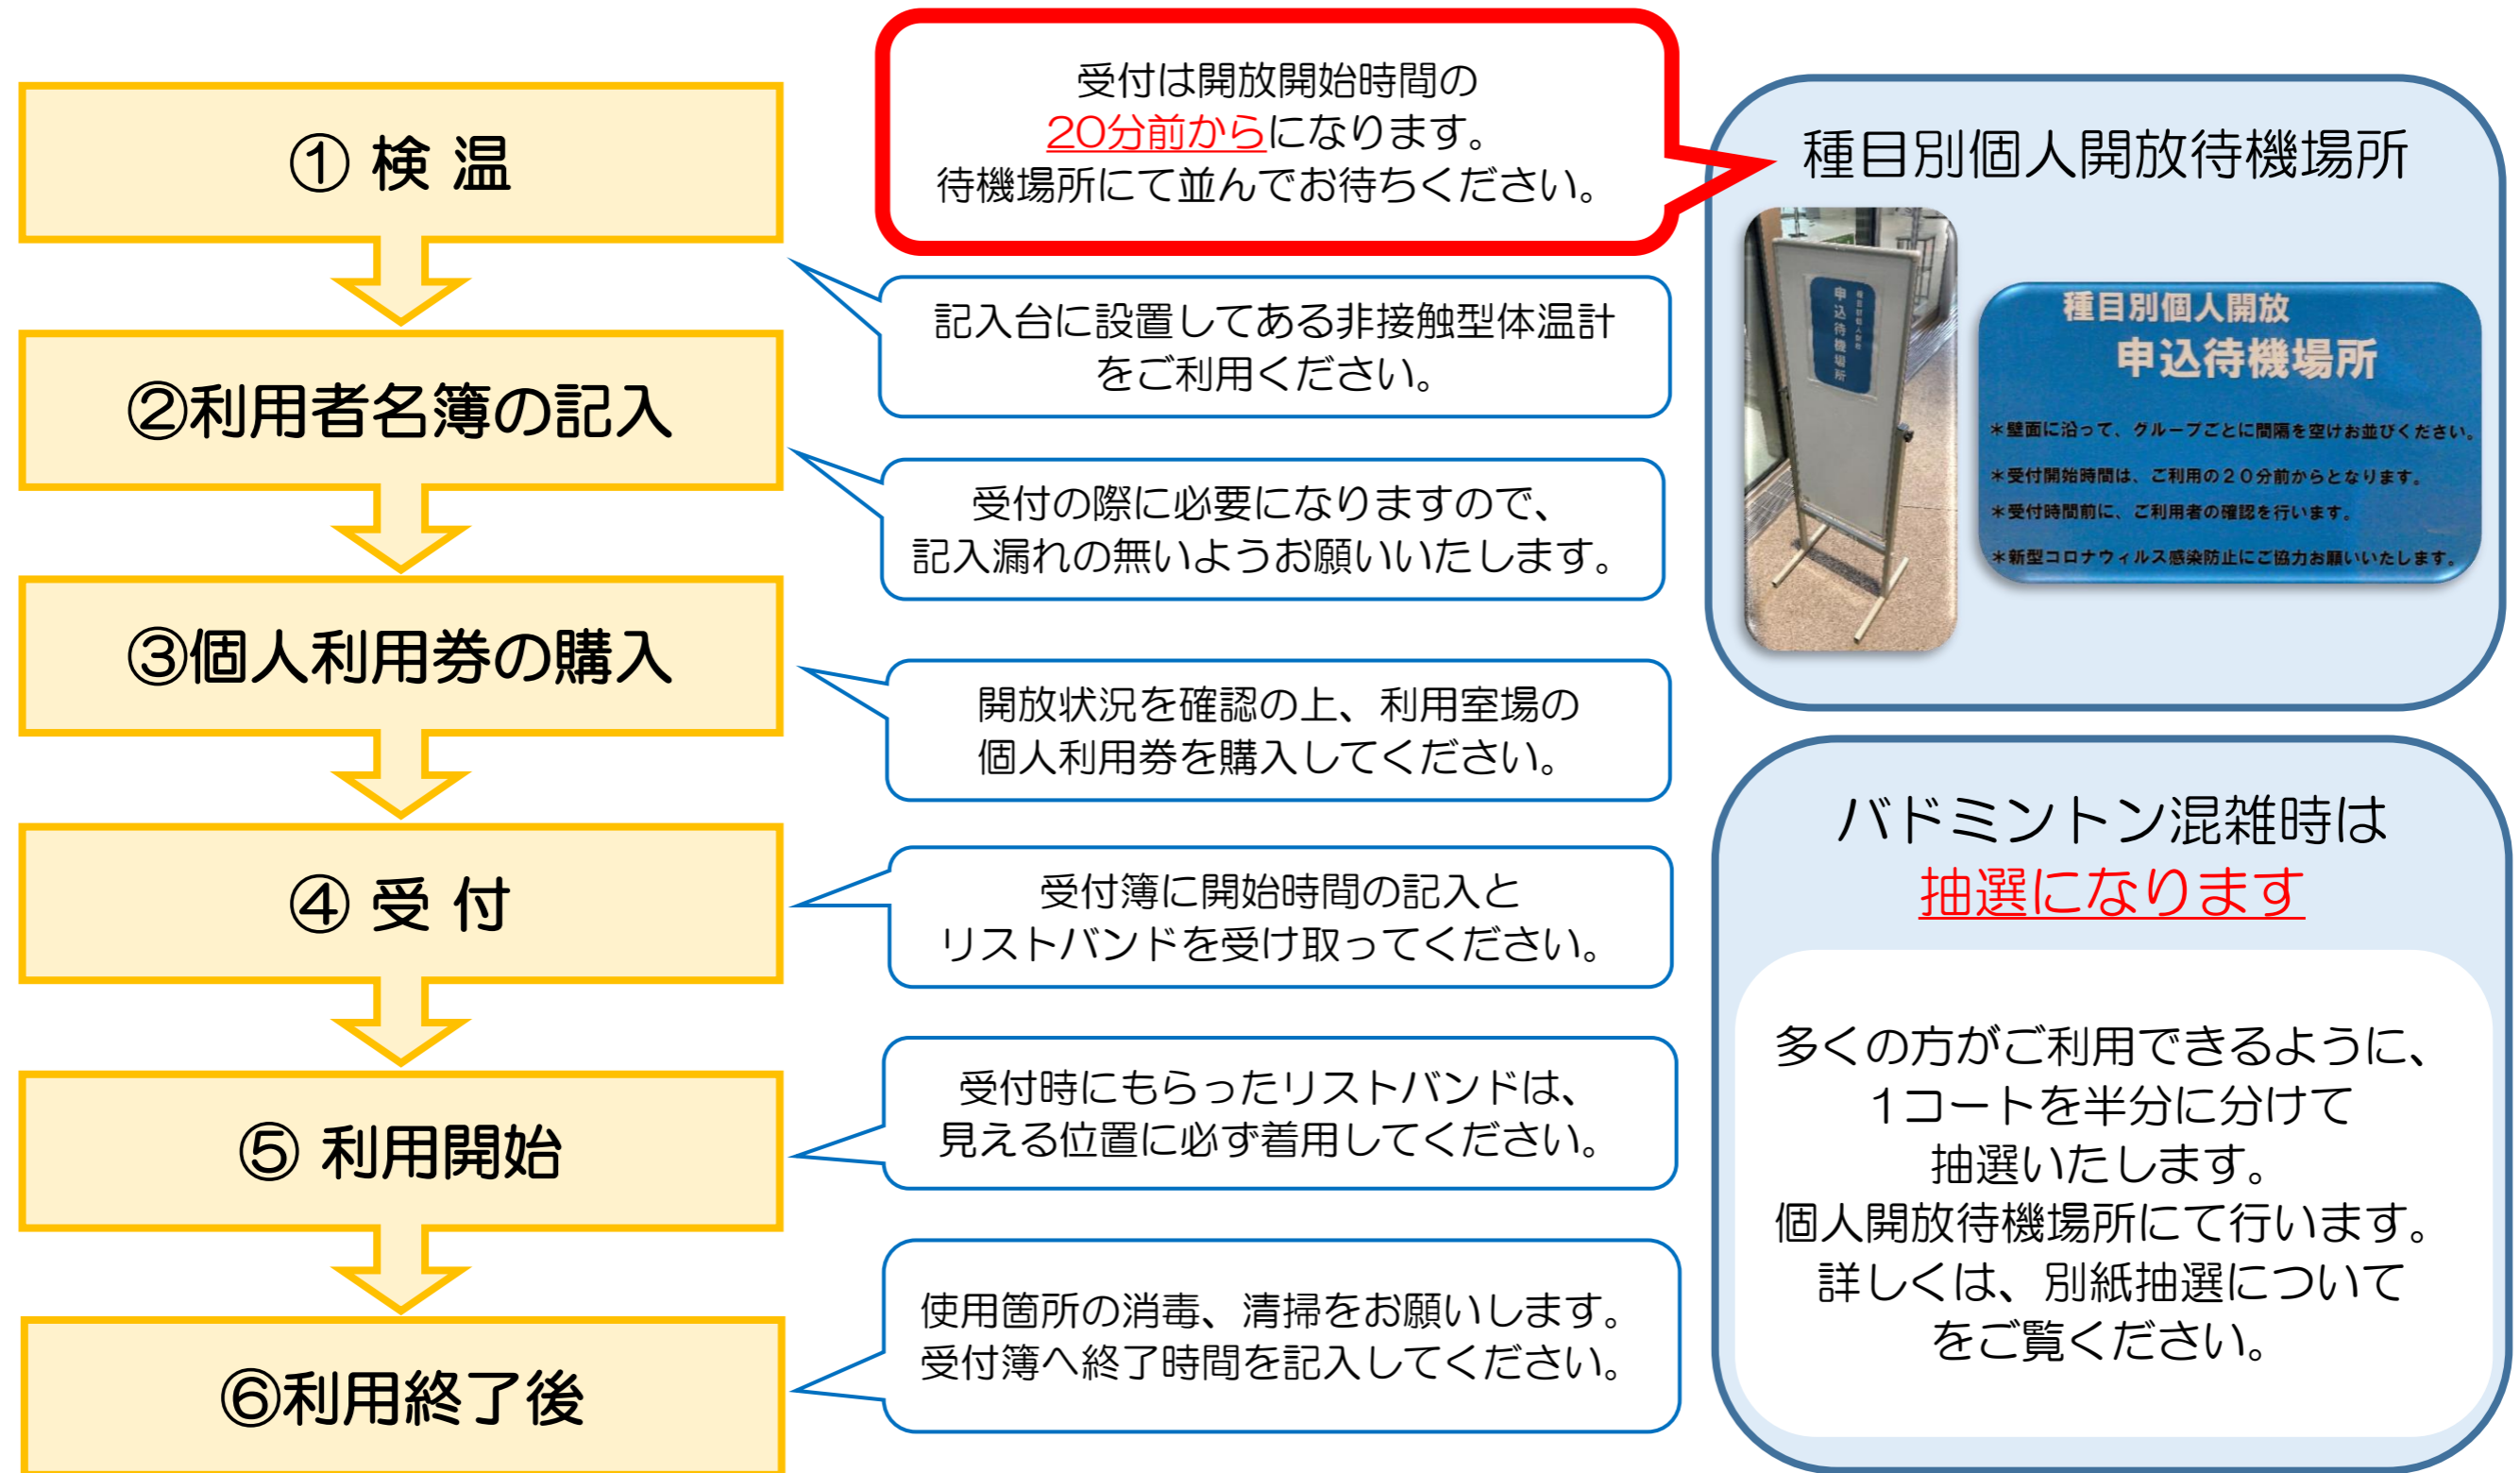 ① 検 温
②利用者名簿の記入
③個人利用券の購入
④ 受 付
⑤ 利用開始
⑥利用終了後
受付は開放開始時間の
20分前からになります。
待機場所にて並んでお待ちください。
記入台に設置してある非接触型体温計
をご利用ください。
受付の際に必要になりますので、
記入漏れの無いようお願いいたします。
開放状況を確認の上、利用室場の
個人利用券を購入してください。
受付簿に開始時間の記入と
リストバンドを受け取ってください。
受付時にもらったリストバンドは、
見える位置に必ず着用してください。
使用箇所の消毒、清掃をお願いします。
受付簿へ終了時間を記入してください。
種目別個人開放待機場所
種目別個人開放
申込待機場所
種目別個人開放
申込待機場所
＊壁面に沿って、グループごとに間隔を空けお並びください。
＊受付開始時間は、ご利用の２０分前からとなります。
＊受付時間前に、ご利用者の確認を行います。
＊新型コロナウィルス感染防止にご協力お願いいたします。
バドミントン混雑時は
抽選になります
多くの方がご利用できるように、
1コートを半分に分けて
抽選いたします。
個人開放待機場所にて行います。
詳しくは、別紙抽選について
をご覧ください。